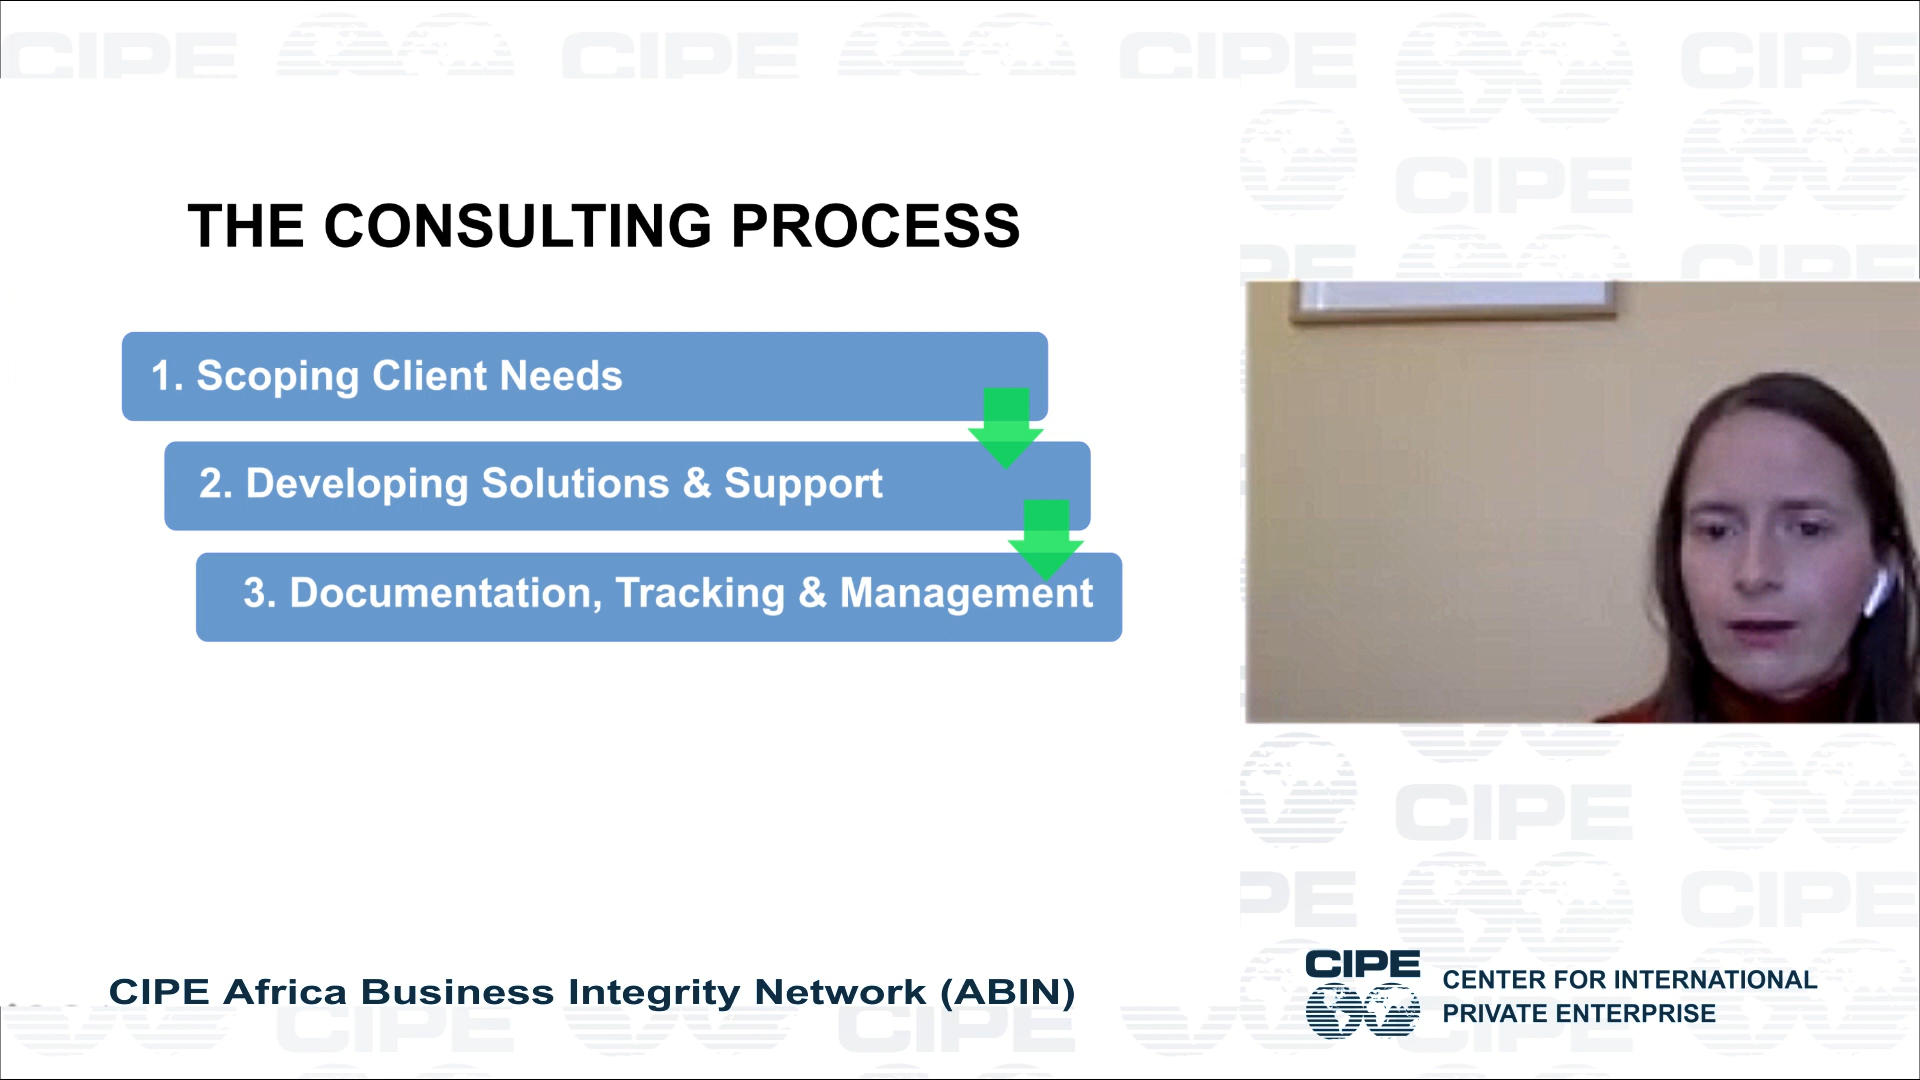 THE CONSULTING PROCESS
1. Scoping Client Needs
2. Developing Solutions & Support
3. Documentation, Tracking & Management
CIPE Africa Business Integrity Network (ABIN)
CIPE
CENTER FOR INTERNATIONAL
PRIVATE ENTERPRISE